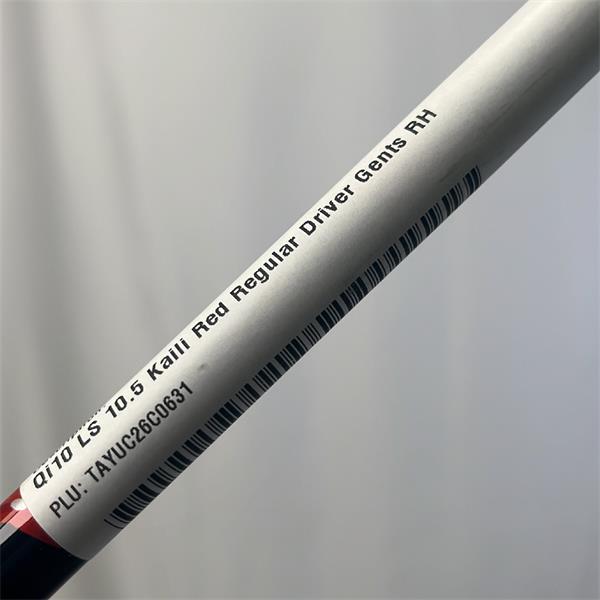 Qi10 LS 10.5 Kaili Red Regular Driver Gents RH
PLU: TAYUC26C0631